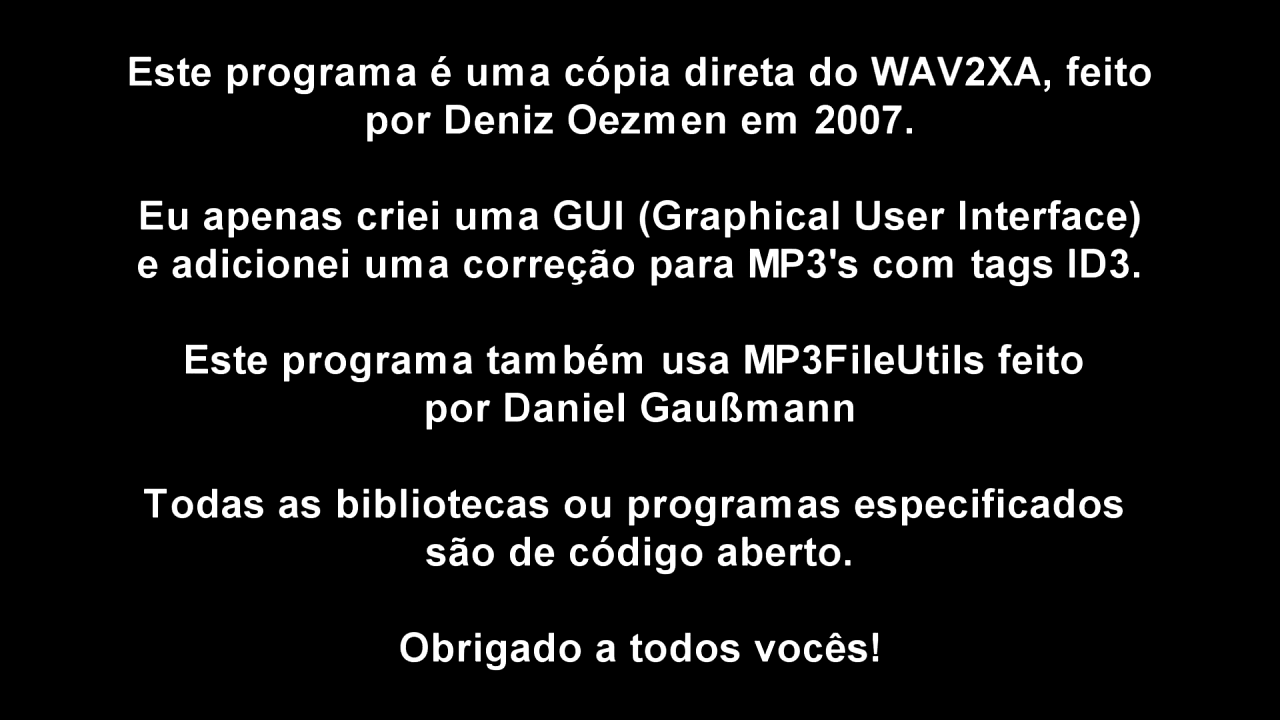 Este programa é uma cópia direta do WAV2XA, feito
por Deniz Oezmen em 2007.
Eu apenas criei uma GUI (Graphical User Interface)
e adicionei uma correção para MP3's com tags ID3.
Este programa também usa MP3FileUtils feito
por Daniel Gaußmann
Todas as bibliotecas ou programas especificados
são de código aberto.
Obrigado a todos vocês!